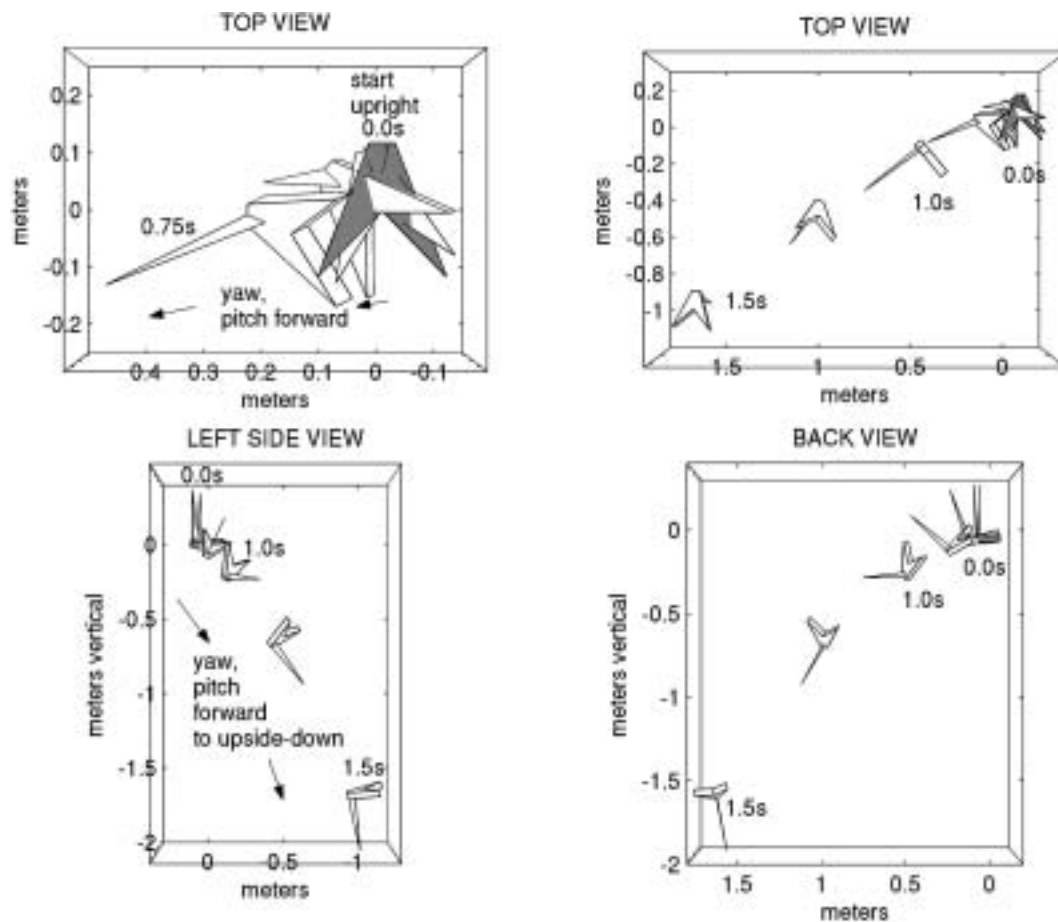 TOP VIEW
0.2
0.1
0
-0.1
-0.2
meters
start
upright
0.0s
0.75s
yaw,
pitch forward
0.4 0.3 0.2 0.1 0 -0.1
meters
TOP VIEW
0.2
0
-0.2
-0.4
-0.6
-0.8
-1
meters
0.0s
1.0s
1.5s
1.5 1 0.5 0
meters
LEFT SIDE VIEW
0
-0.5
-1
-1.5
-2
meters vertical
0.0s
1.0s
yaw,
pitch
forward
to upside-down
1.5s
0 -0.5 -1
meters
BACK VIEW
0
-0.5
-1
-1.5
-2
meters vertical
0.0s
1.0s
1.5s
1.5 1 0.5 0
meters